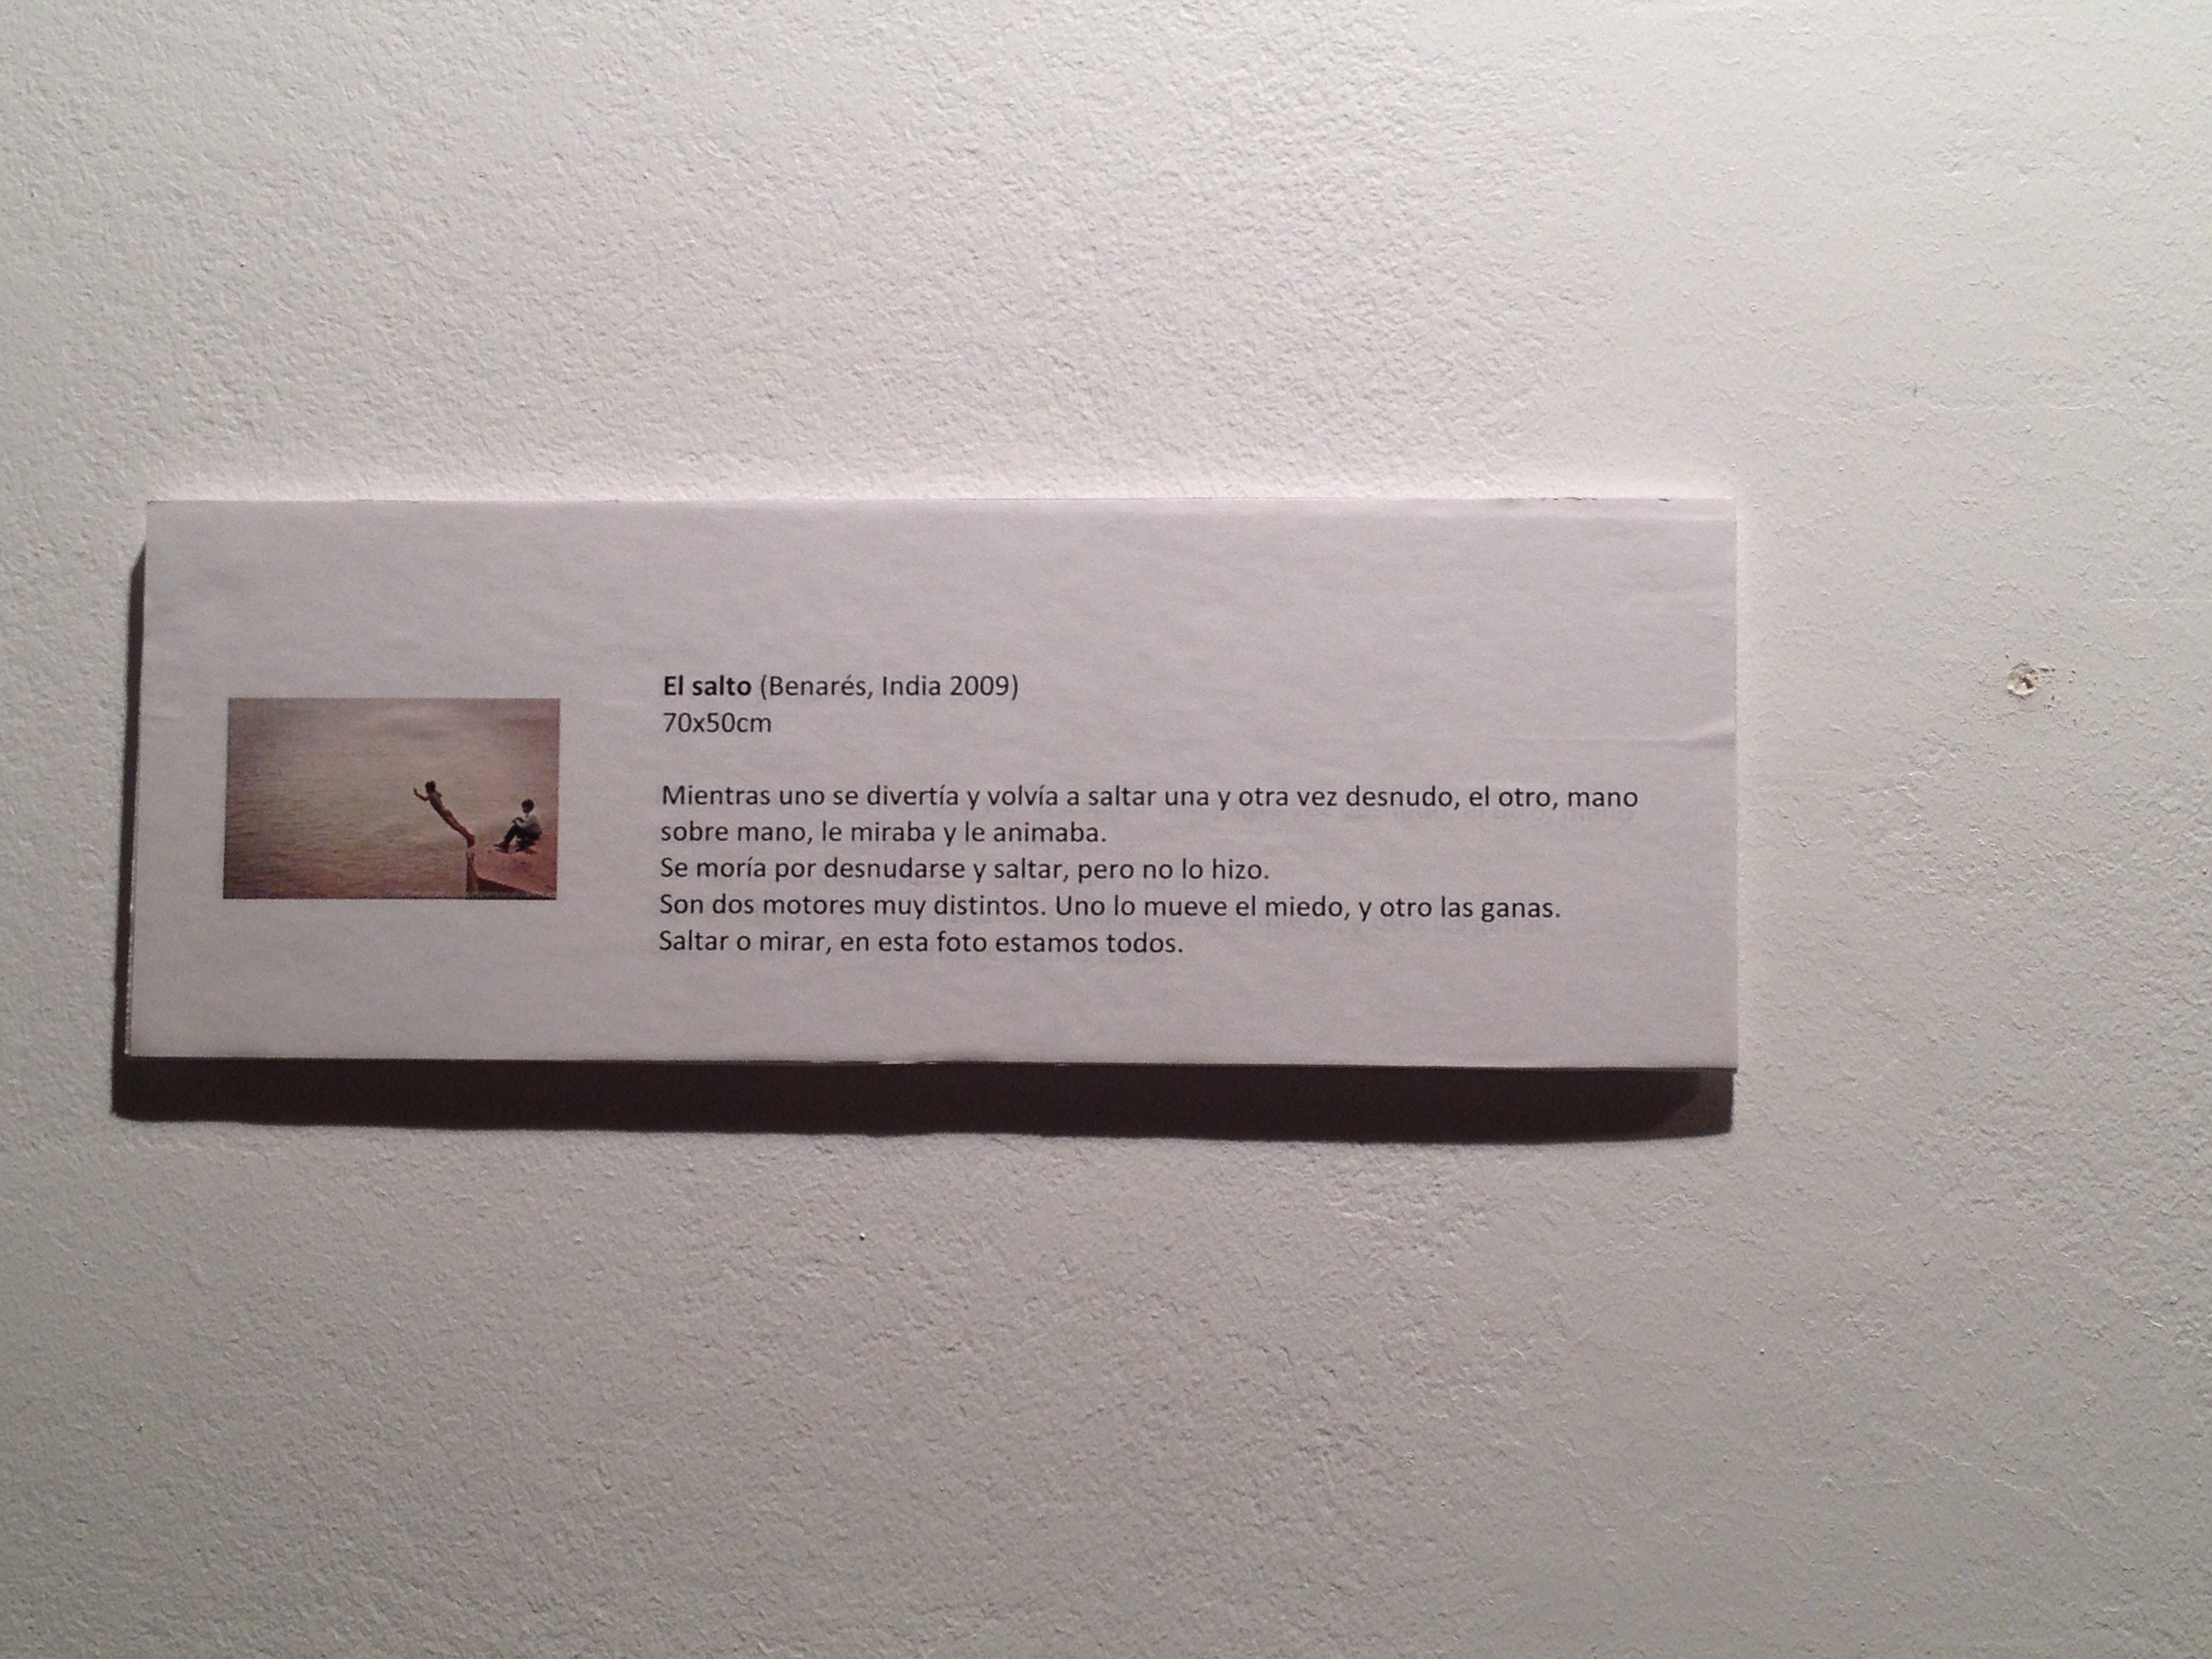 El salto (Benarés, India 2009)
70x50cm
Mientras uno se divertía y volvía a saltar una y otra vez desnudo, el otro, mano
sobre mano, le miraba y le animaba.
Se moría por desnudarse y saltar, pero no lo hizo.
Son dos motores muy distintos. Uno lo mueve el miedo, y otro las ganas.
Saltar o mirar, en esta foto estamos todos.